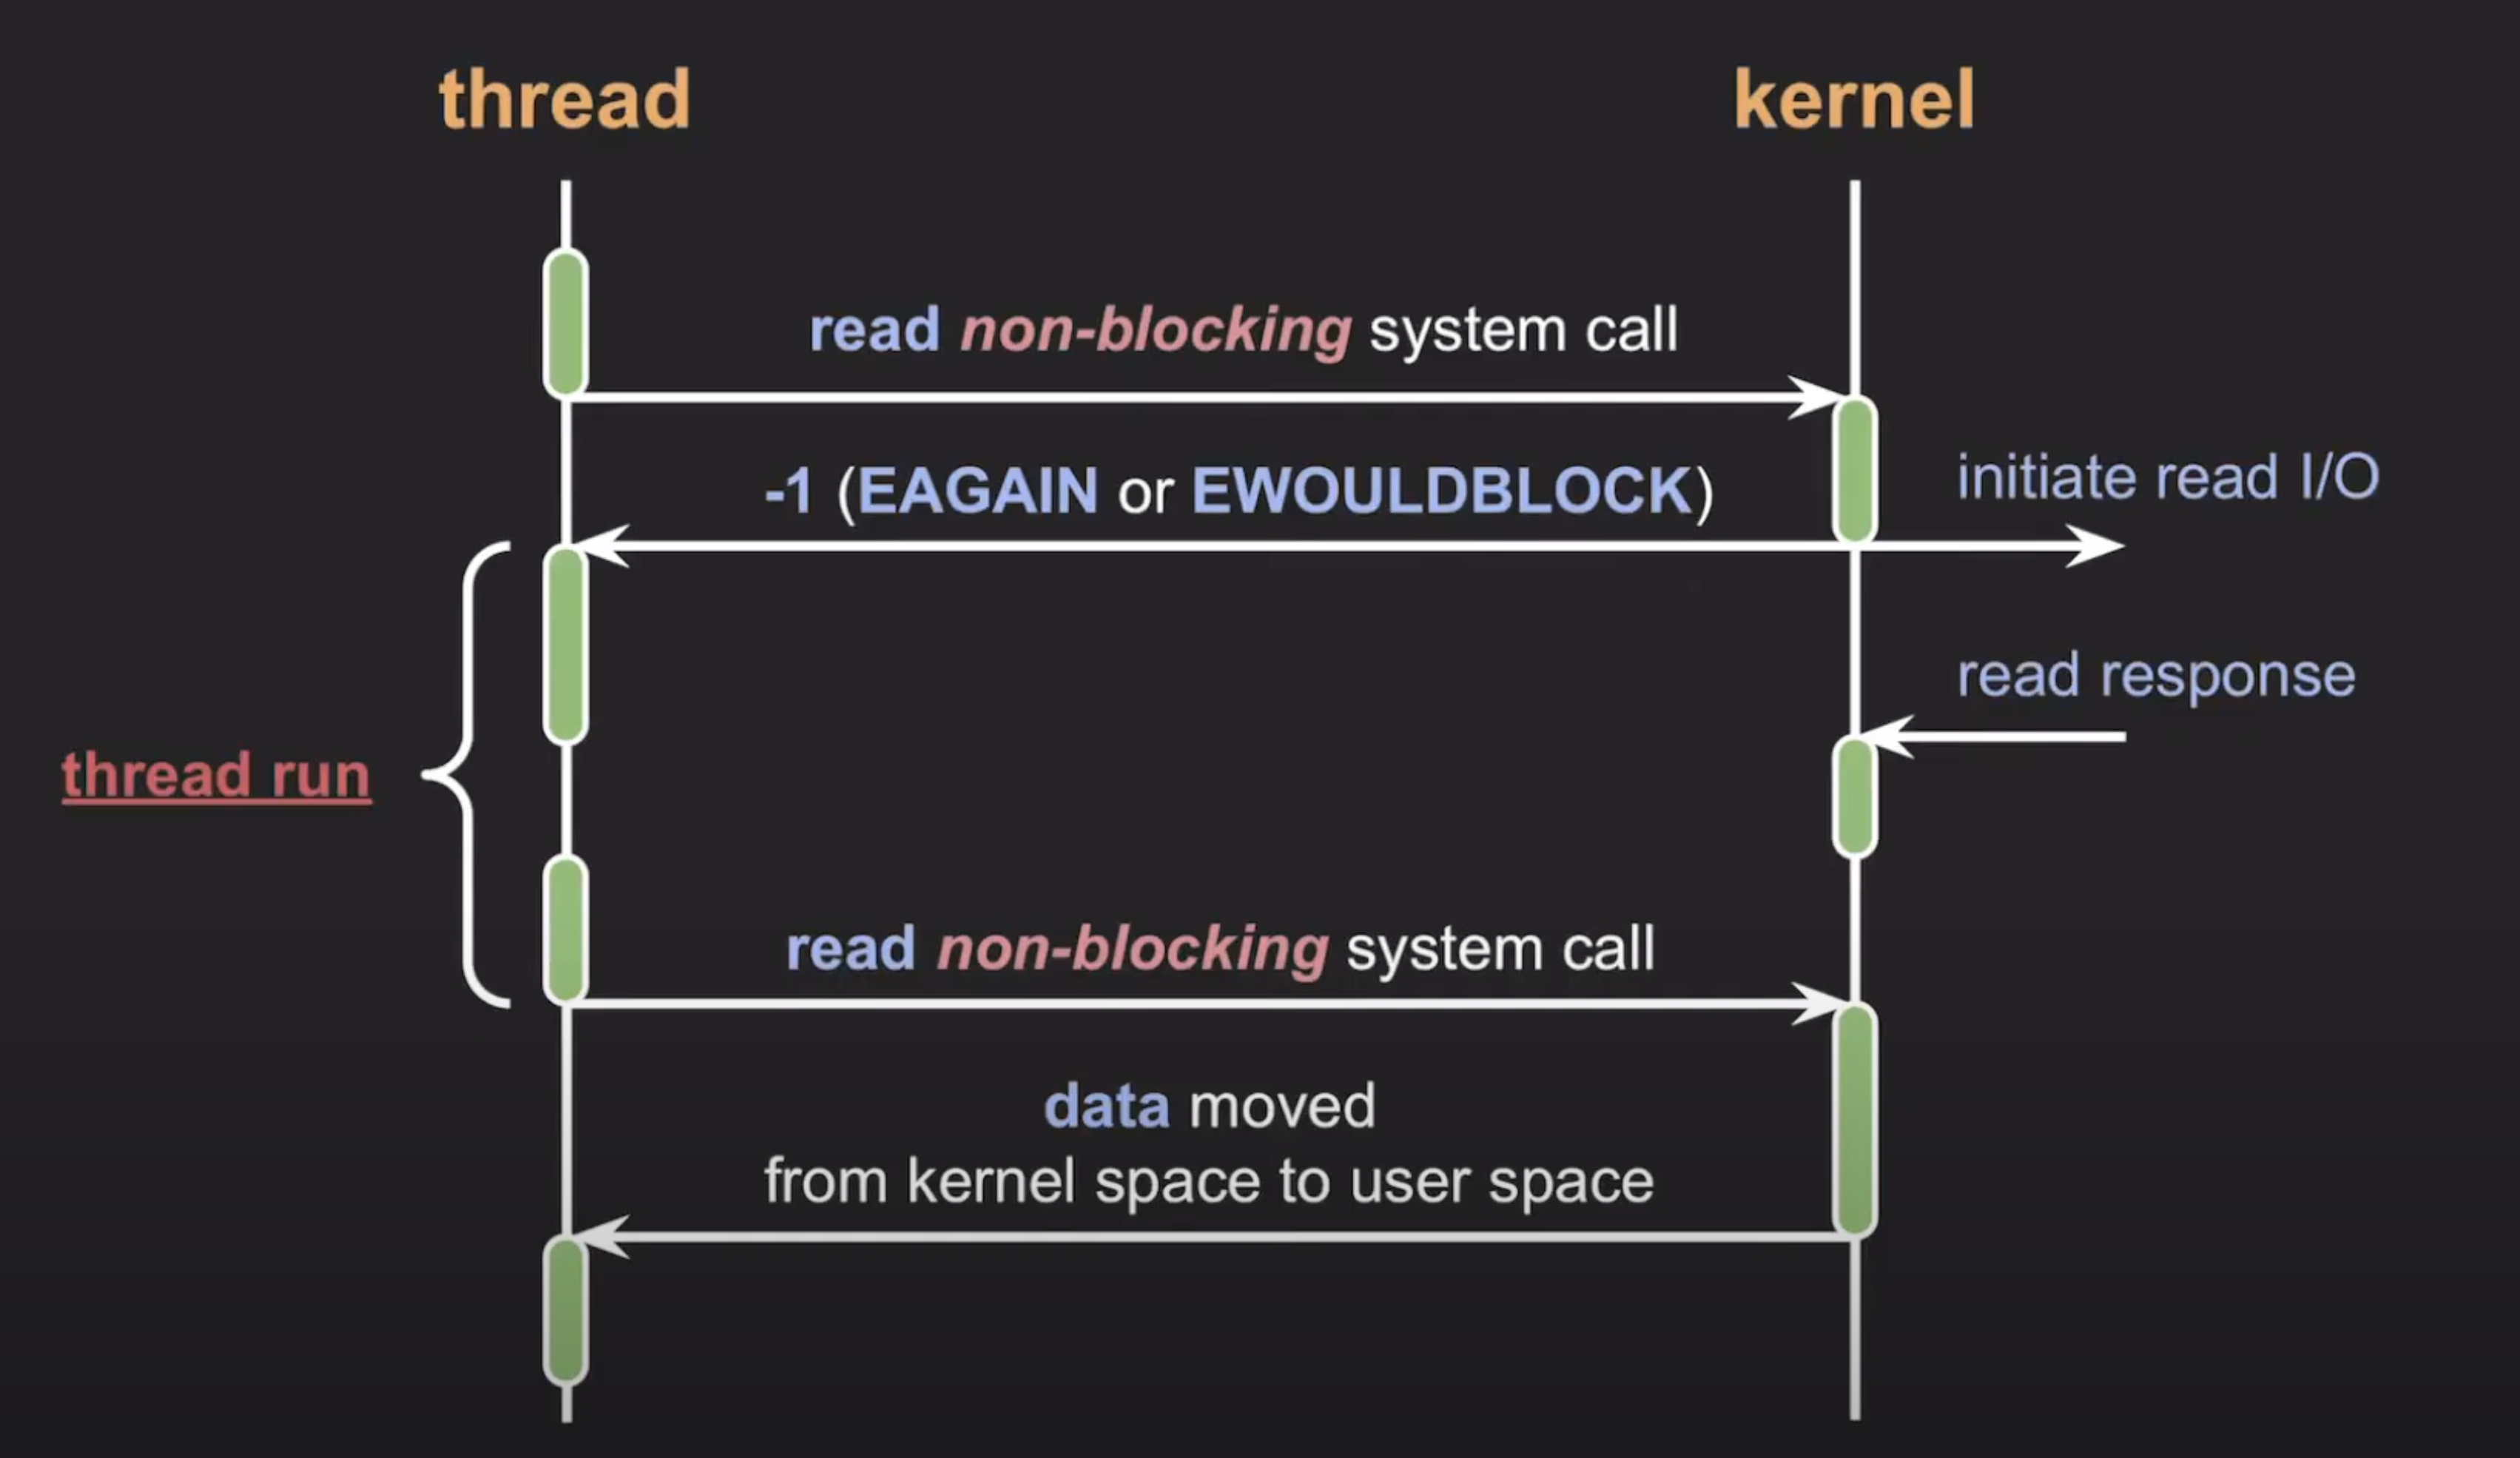 thread
kernel
read non-blocking system call
-1 (EAGAIN or EWOULDBLOCK)
initiate read I/O
read response
thread run
read non-blocking system call
data moved
from kernel space to user space